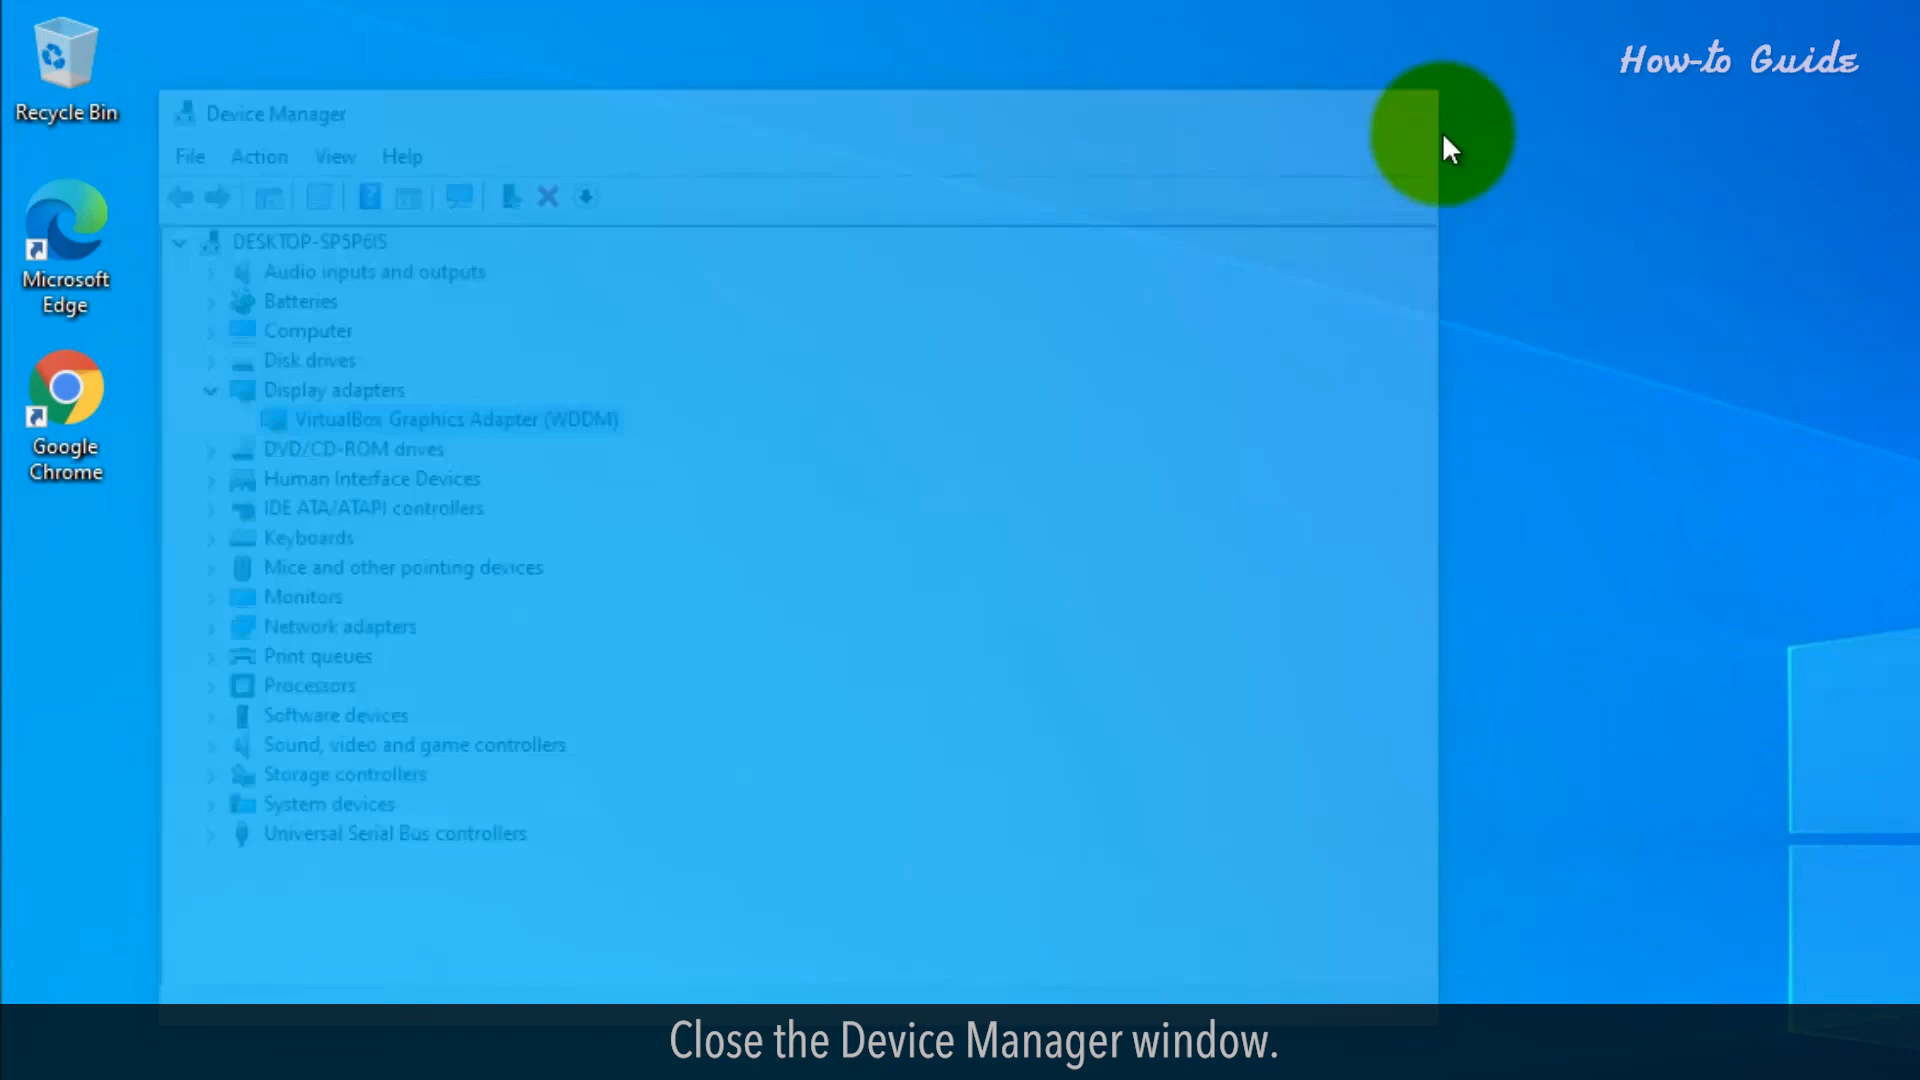 How-to Guide
Recycle Bin
Microsoft
Edge
Google
Chrome
Device Manager
File Action View Help
DESKTOP-SP5P6IS
Audio inputs and outputs
Batteries
Computer
Disk drives
Display adapters
VirtualBox Graphics Adapter (WDDM)
DVD/CD-ROM drives
Human Interface Devices
IDE ATA/ATAPI controllers
Keyboards
Mice and other pointing devices
Monitors
Network adapters
Print queues
Processors
Software devices
Sound, video and game controllers
Storage controllers
System devices
Universal Serial Bus controllers
Close the Device Manager window.